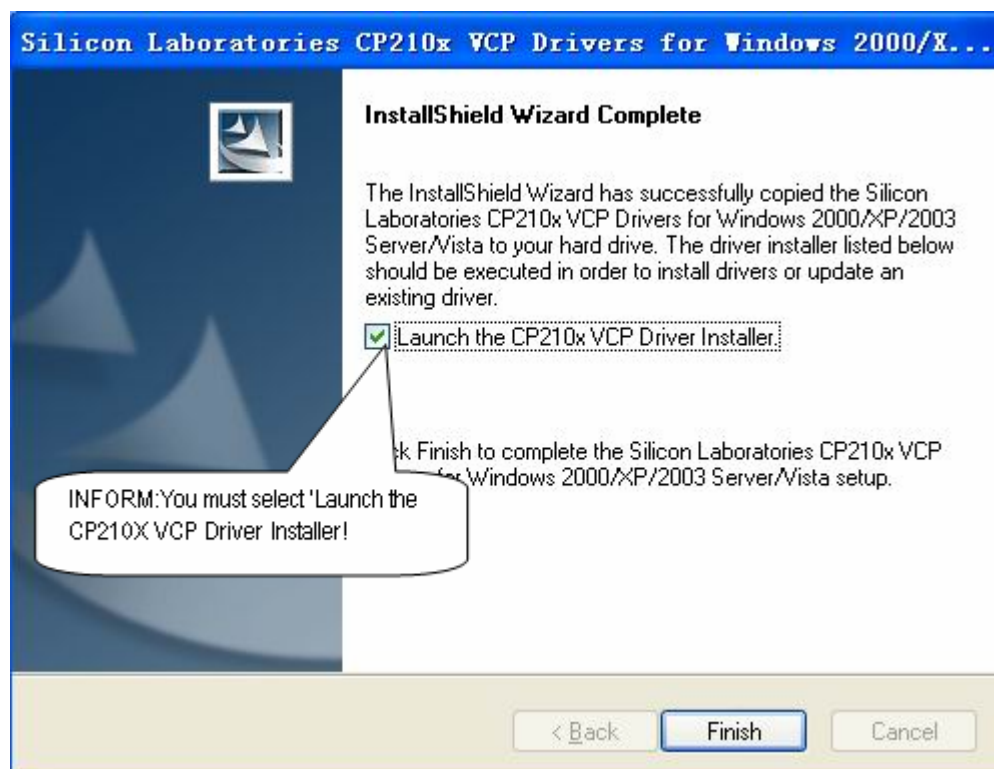 Silicon Laboratories CP210x VCP Drivers for Windows 2000/X...
InstallShield Wizard Complete
The InstallShield Wizard has successfully copied the Silicon
Laboratories CP210x VCP Drivers for Windows 2000/XP/2003
Server/Vista to your hard drive. The driver installer listed below
should be executed in order to install drivers or update an
existing driver.
Launch the CP210x VCP Driver Installer.
Finish to complete the Silicon Laboratories CP210x VCP
Windows 2000/XP/2003 Server/Vista setup.
INFORM:You must select 'Launch the
CP210X VCP Driver Installer!
< Back
Finish
Cancel